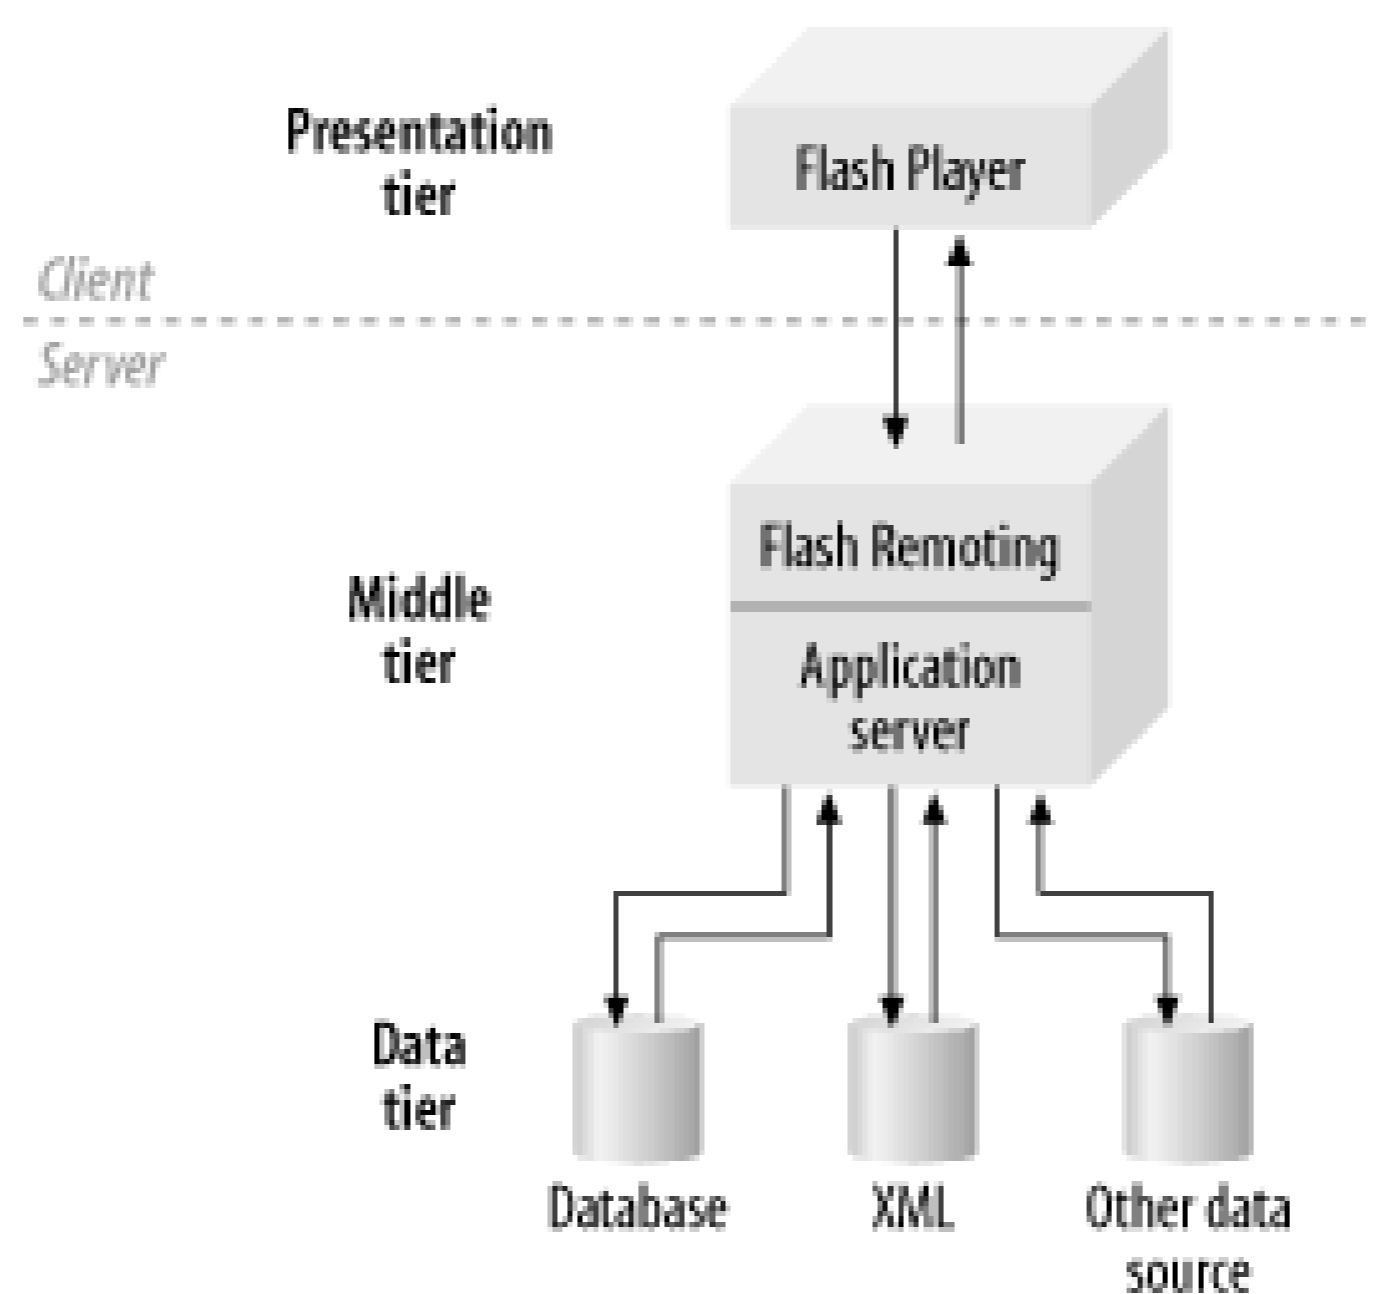 Presentation
tier
Flash Player
Client
Server
Flash Remoting
Middle
tier
Application
server
Data
tier
Database
XML
Other data
source